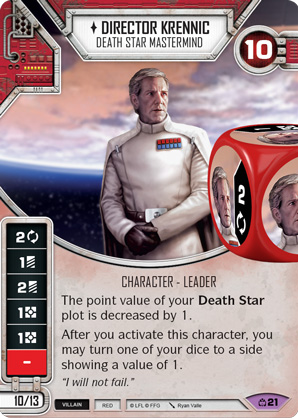 DIRECTOR KRENNIC
DEATH STAR MASTERMIND
10
2
2
1
2
1
1
-
CHARACTER - LEADER
The point value of your Death Star
plot is decreased by 1.
After you activate this character, you
may turn one of your dice to a side
showing a value of 1.
"I will not fail."
10/13
VILLAIN
RED
© LFL © FFG
Ryan Valle
21